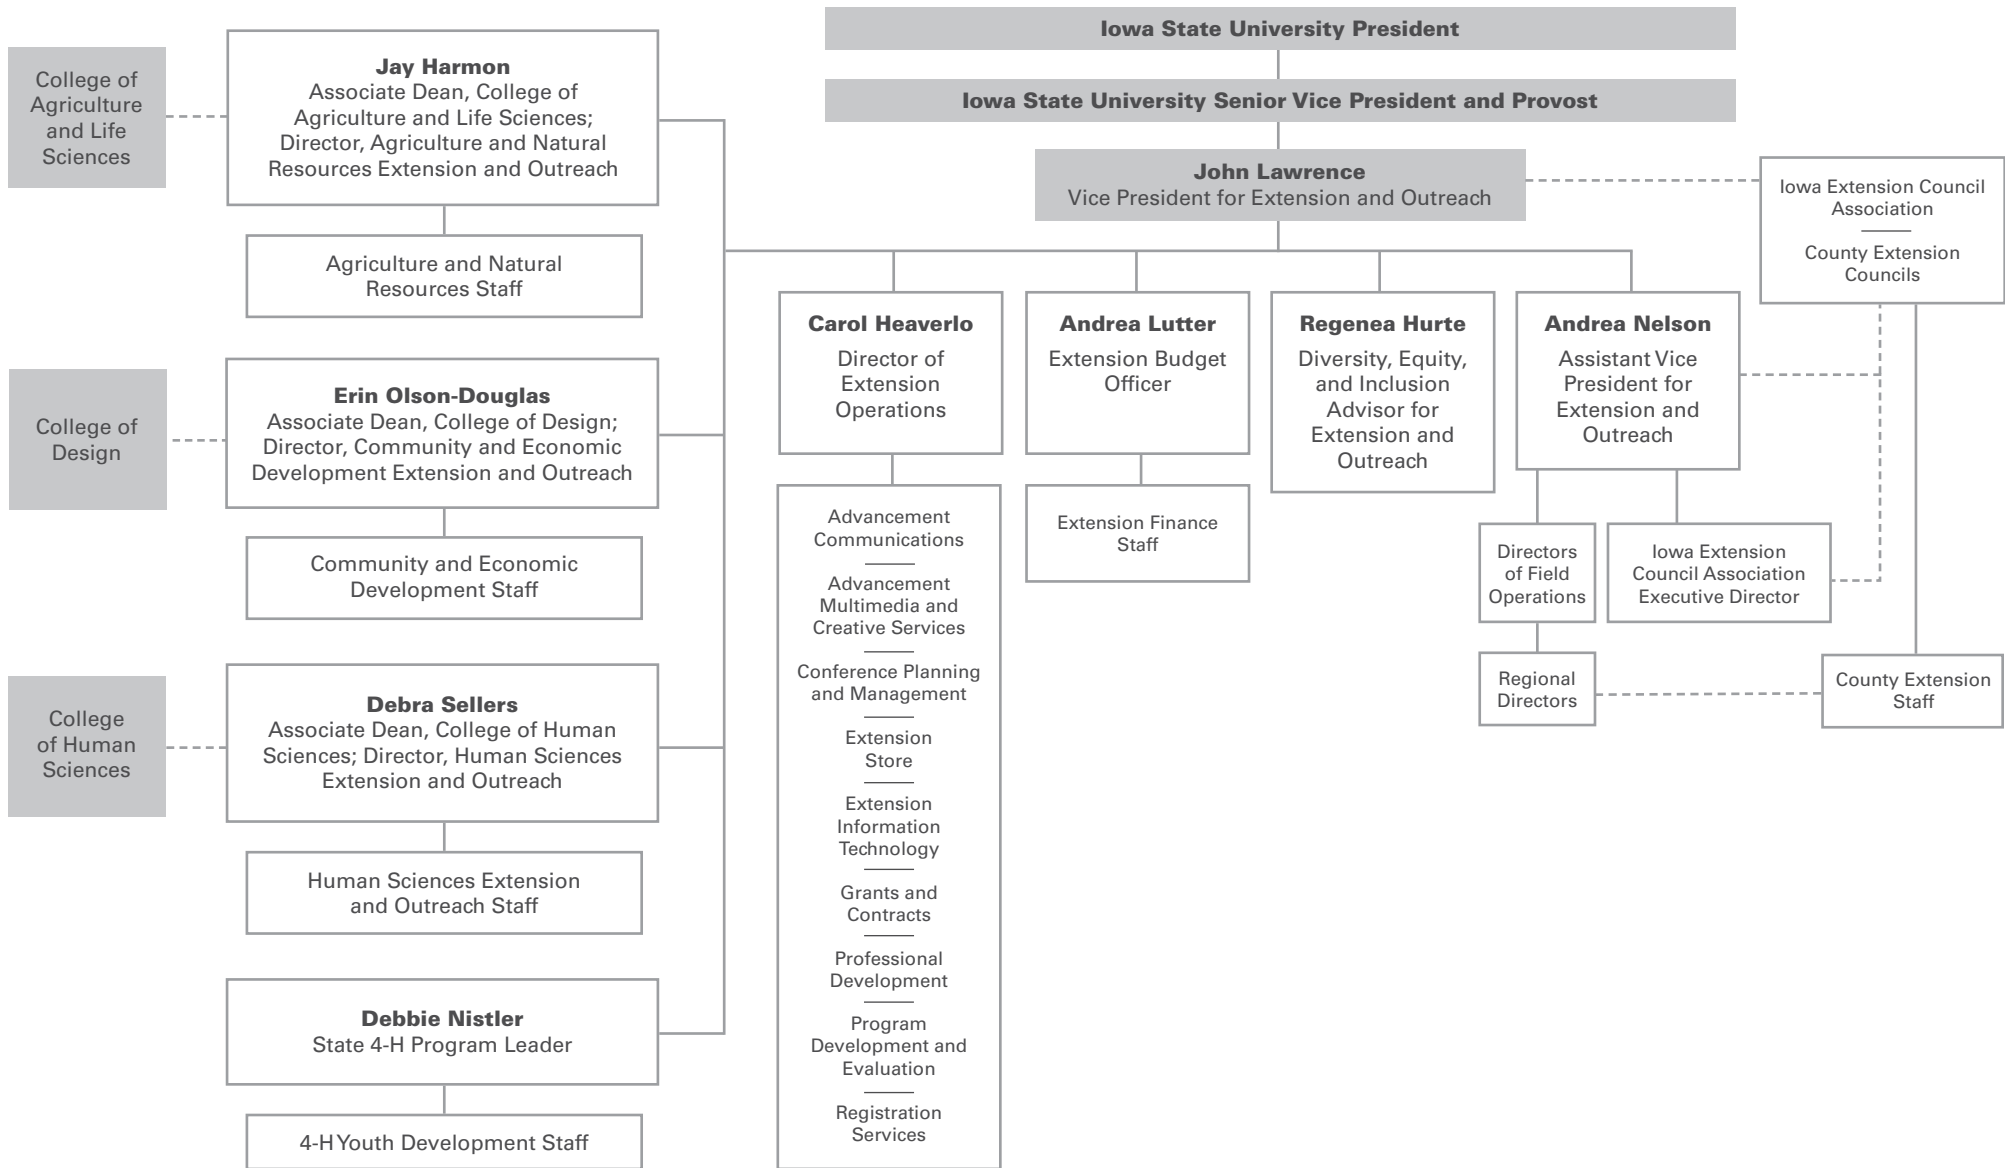 Iowa State University President
Iowa State University Senior Vice President and Provost
John Lawrence
Vice President for Extension and Outreach
Iowa Extension Council
Association
County Extension
Councils
College of
Agriculture
and Life
Sciences
Jay Harmon
Associate Dean, College of
Agriculture and Life Sciences;
Director, Agriculture and Natural
Resources Extension and Outreach
Agriculture and Natural
Resources Staff
College of
Design
Erin Olson-Douglas
Associate Dean, College of Design;
Director, Community and Economic
Development Extension and Outreach
Community and Economic
Development Staff
College
of Human
Sciences
Debra Sellers
Associate Dean, College of Human
Sciences; Director, Human Sciences
Extension and Outreach
Human Sciences Extension
and Outreach Staff
Debbie Nistler
State 4-H Program Leader
4-H Youth Development Staff
Carol Heaverlo
Director of
Extension
Operations
Advancement
Communications
Advancement
Multimedia and
Creative Services
Conference Planning
and Management
Extension
Store
Extension
Information
Technology
Grants and
Contracts
Professional
Development
Program
Development and
Evaluation
Registration
Services
Andrea Lutter
Extension Budget
Officer
Extension Finance
Staff
Regenea Hurte
Diversity, Equity,
and Inclusion
Advisor for
Extension and
Outreach
Andrea Nelson
Assistant Vice
President for
Extension and
Outreach
Directors
of Field
Operations
Iowa Extension
Council Association
Executive Director
Regional
Directors
County Extension
Staff